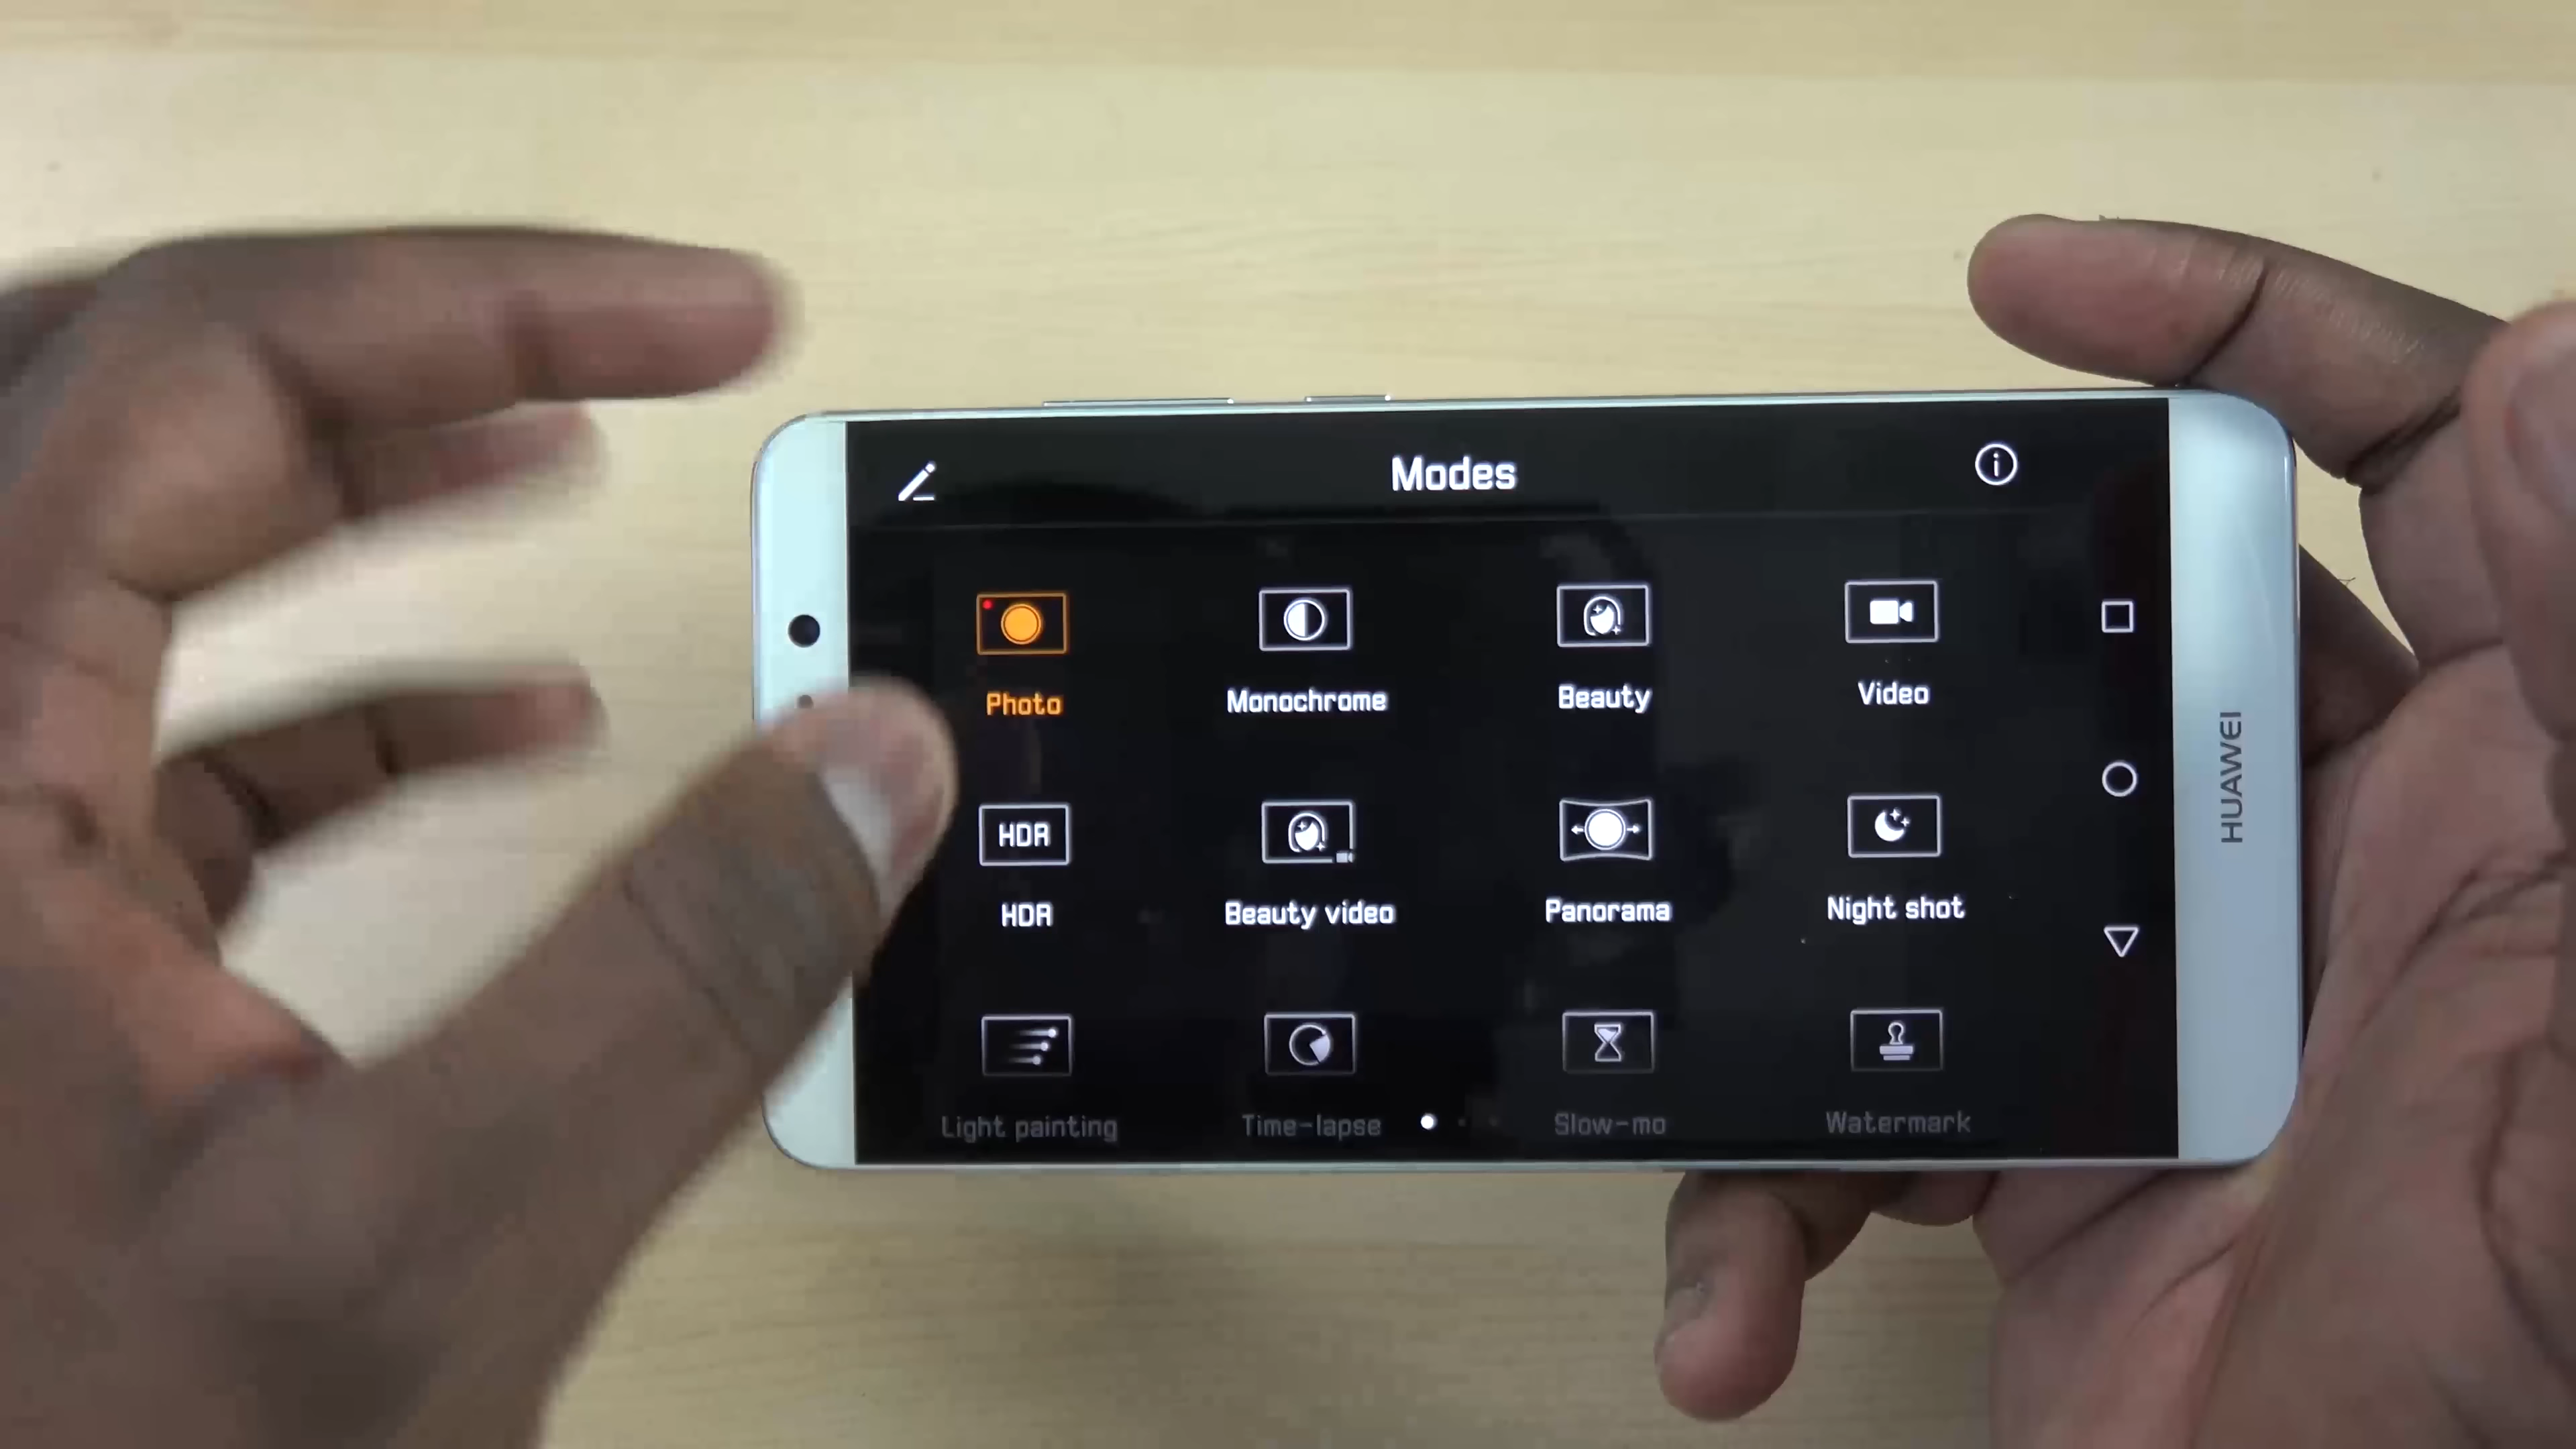 Modes
Photo
Monochrome
Beauty
Video
HDR
HDR
Beauty video
Panorama
Night shot
Light painting
Time-lapse
Slow-mo
Watermark
HUAWEI